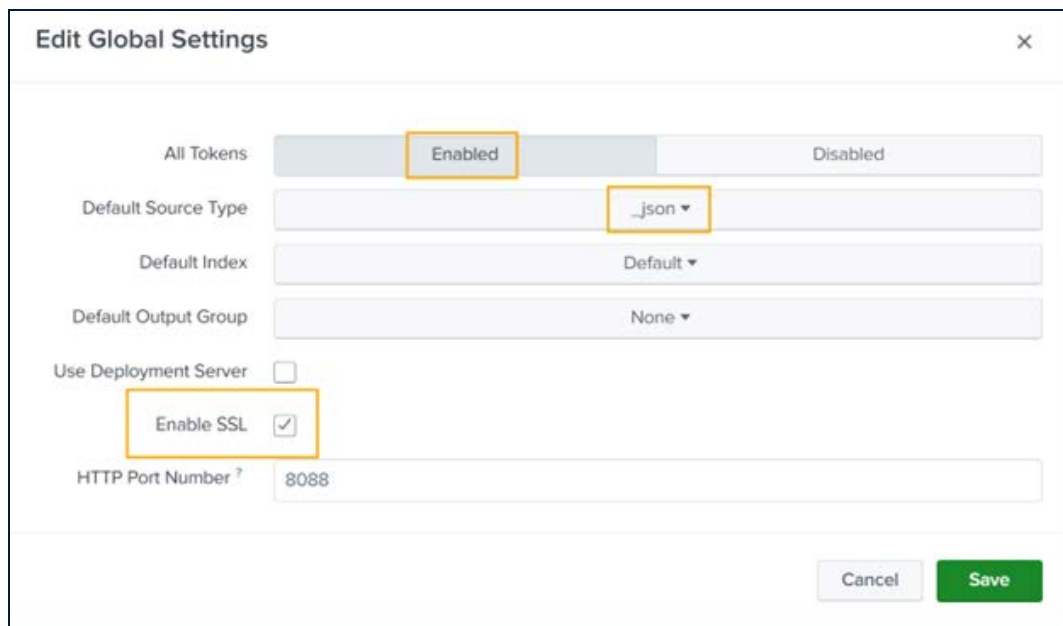 Edit Global Settings ×
All Tokens Enabled Disabled
Default Source Type _json ▾
Default Index Default ▾
Default Output Group None ▾
Use Deployment Server
Enable SSL ✓
HTTP Port Number ? 8088
Cancel Save